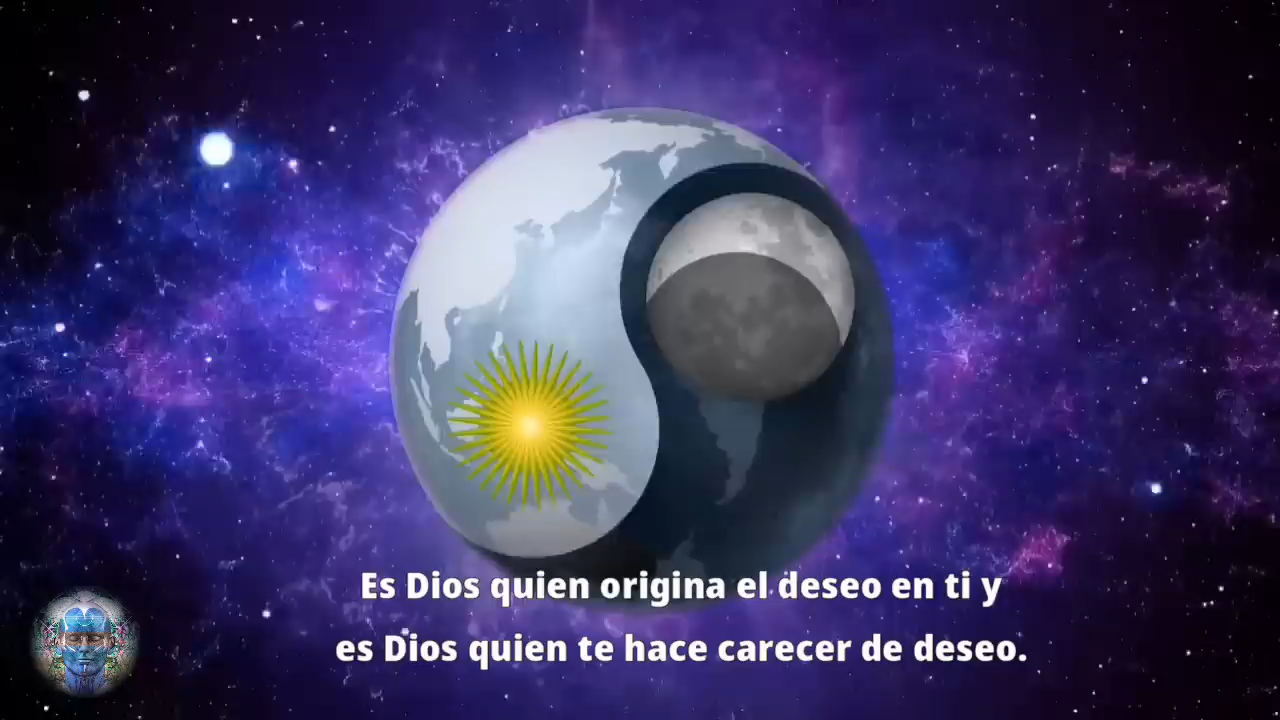 Es Dios quien origina el deseo en ti y
es Dios quien te hace carecer de deseo.